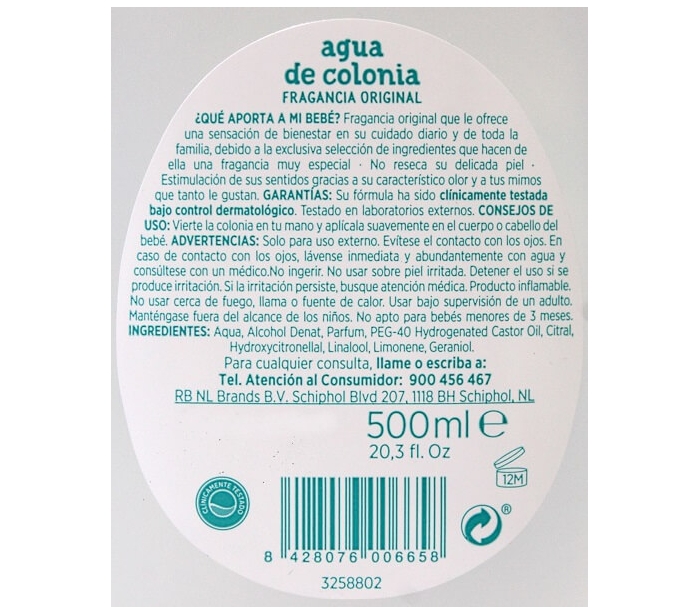 agua
de colonia
FRAGANCIA ORIGINAL
¿QUÉ APORTA A MI BEBÉ? Fragancia original que le ofrece
una sensación de bienestar en su cuidado diario y de toda la
familia, debido a la exclusiva selección de ingredientes que hacen de
ella una fragancia muy especial · No reseca su delicada piel ·
Estimulación de sus sentidos gracias a su característico olor y a tus mimos
que tanto le gustan. GARANTÍAS: Su fórmula ha sido clínicamente testada
bajo control dermatológico. Testado en laboratorios externos. CONSEJOS DE
USO: Vierte la colonia en tu mano y aplícala suavemente en el cuerpo o cabello del
bebé. ADVERTENCIAS: Solo para uso externo. Evítese el contacto con los ojos. En
caso de contacto con los ojos, lávense inmediata y abundantemente con agua y
consúltese con un médico.No ingerir. No usar sobre piel irritada. Detener el uso si se
produce irritación. Si la irritación persiste, busque atención médica. Producto inflamable.
No usar cerca de fuego, llama o fuente de calor. Usar bajo supervisión de un adulto.
Manténgase fuera del alcance de los niños. No apto para bebés menores de 3 meses.
INGREDIENTES: Aqua, Alcohol Denat, Parfum, PEG-40 Hydrogenated Castor Oil, Citral,
Hydroxycitronellal, Linalool, Limonene, Geraniol.
Para cualquier consulta, llame o escriba a:
Tel. Atención al Consumidor: 900 456 467
RB NL Brands B.V. Schiphol Blvd 207, 1118 BH Schiphol, NL
500ml e
20,3 fl. Oz
12M
CLINICAMENTE TESTADO
®
8 428076 006658
3258802